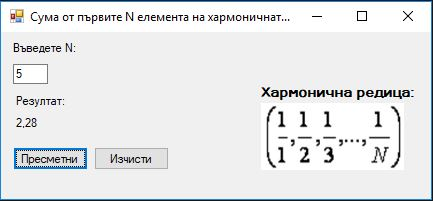 Сума от първите N елемента на хармоничнат...
Въведете N:
5
Резултат:
2,28
Пресметни
Изчисти
Хармонична редица:
(1/1, 1/2, 1/3, ..., 1/N)